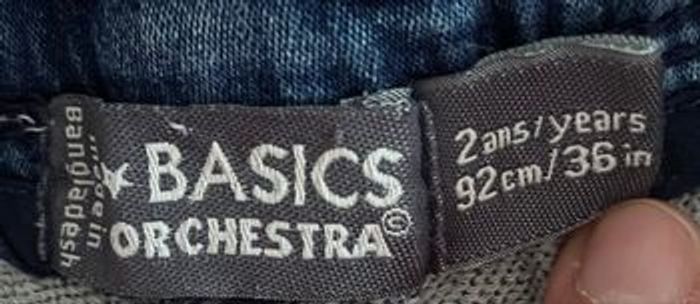 made in
Bangladesh
BASICS
ORCHESTRA©
2ans/years
92cm/36in